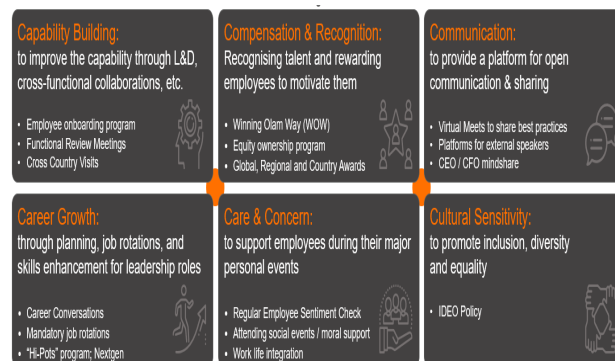 Capability Building:
to improve the capability through L&D,
cross-functional collaborations, etc.
• Employee onboarding program
• Functional Review Meetings
• Cross Country Visits
Compensation & Recognition:
Recognising talent and rewarding
employees to motivate them
• Winning Olam Way (WOW)
• Equity ownership program
• Global, Regional and Country Awards
Communication:
to provide a platform for open
communication & sharing
• Virtual Meets to share best practices
• Platforms for external speakers
• CEO / CFO mindshare
Career Growth:
through planning, job rotations, and
skills enhancement for leadership roles
• Career Conversations
• Mandatory job rotations
• "Hi-Pots" program; Nextgen
Care & Concern:
to support employees during their major
personal events
• Regular Employee Sentiment Check
• Attending social events / moral support
• Work life integration
Cultural Sensitivity:
to promote inclusion, diversity
and equality
• IDEO Policy